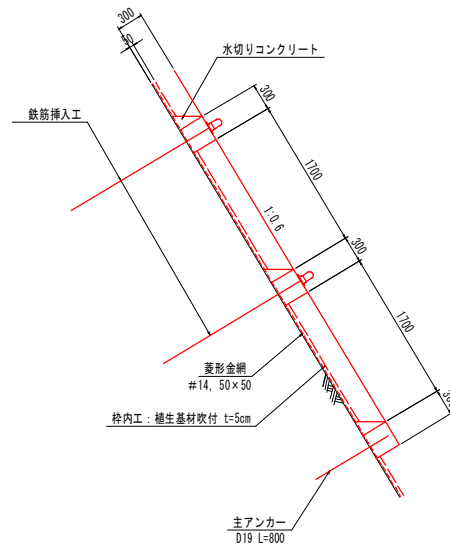 300
50
水切りコンクリート
300
鉄筋挿入工
1700
1:0.6
300
1700
菱形金網
#14, 50×50
枠内工：植生基材吹付 t=5cm
300
主アンカー
D19 L=800